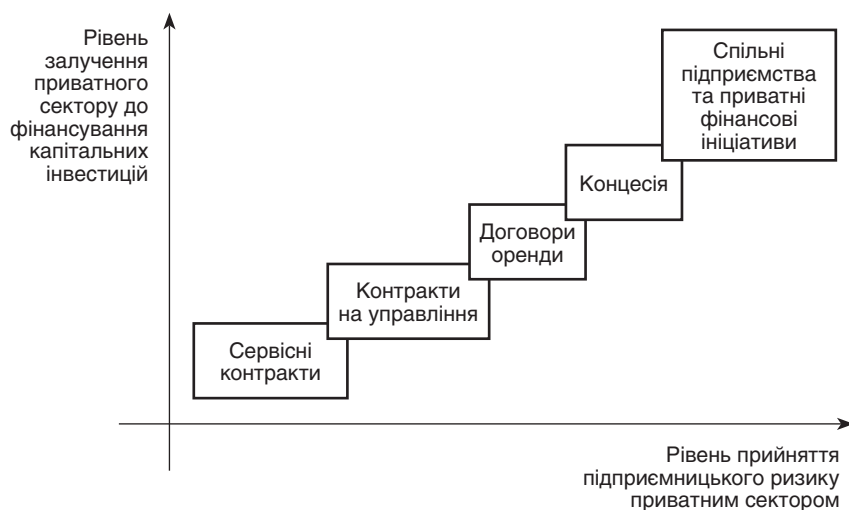 Рівень
залучення
приватного
сектору до
фінансування
капітальних
інвестицій
Спільні
підприємства
та приватні
фінансові
ініціативи
Концесія
Договори
оренди
Контракти
на управління
Сервісні
контракти
Рівень прийняття
підприємницького ризику
приватним сектором